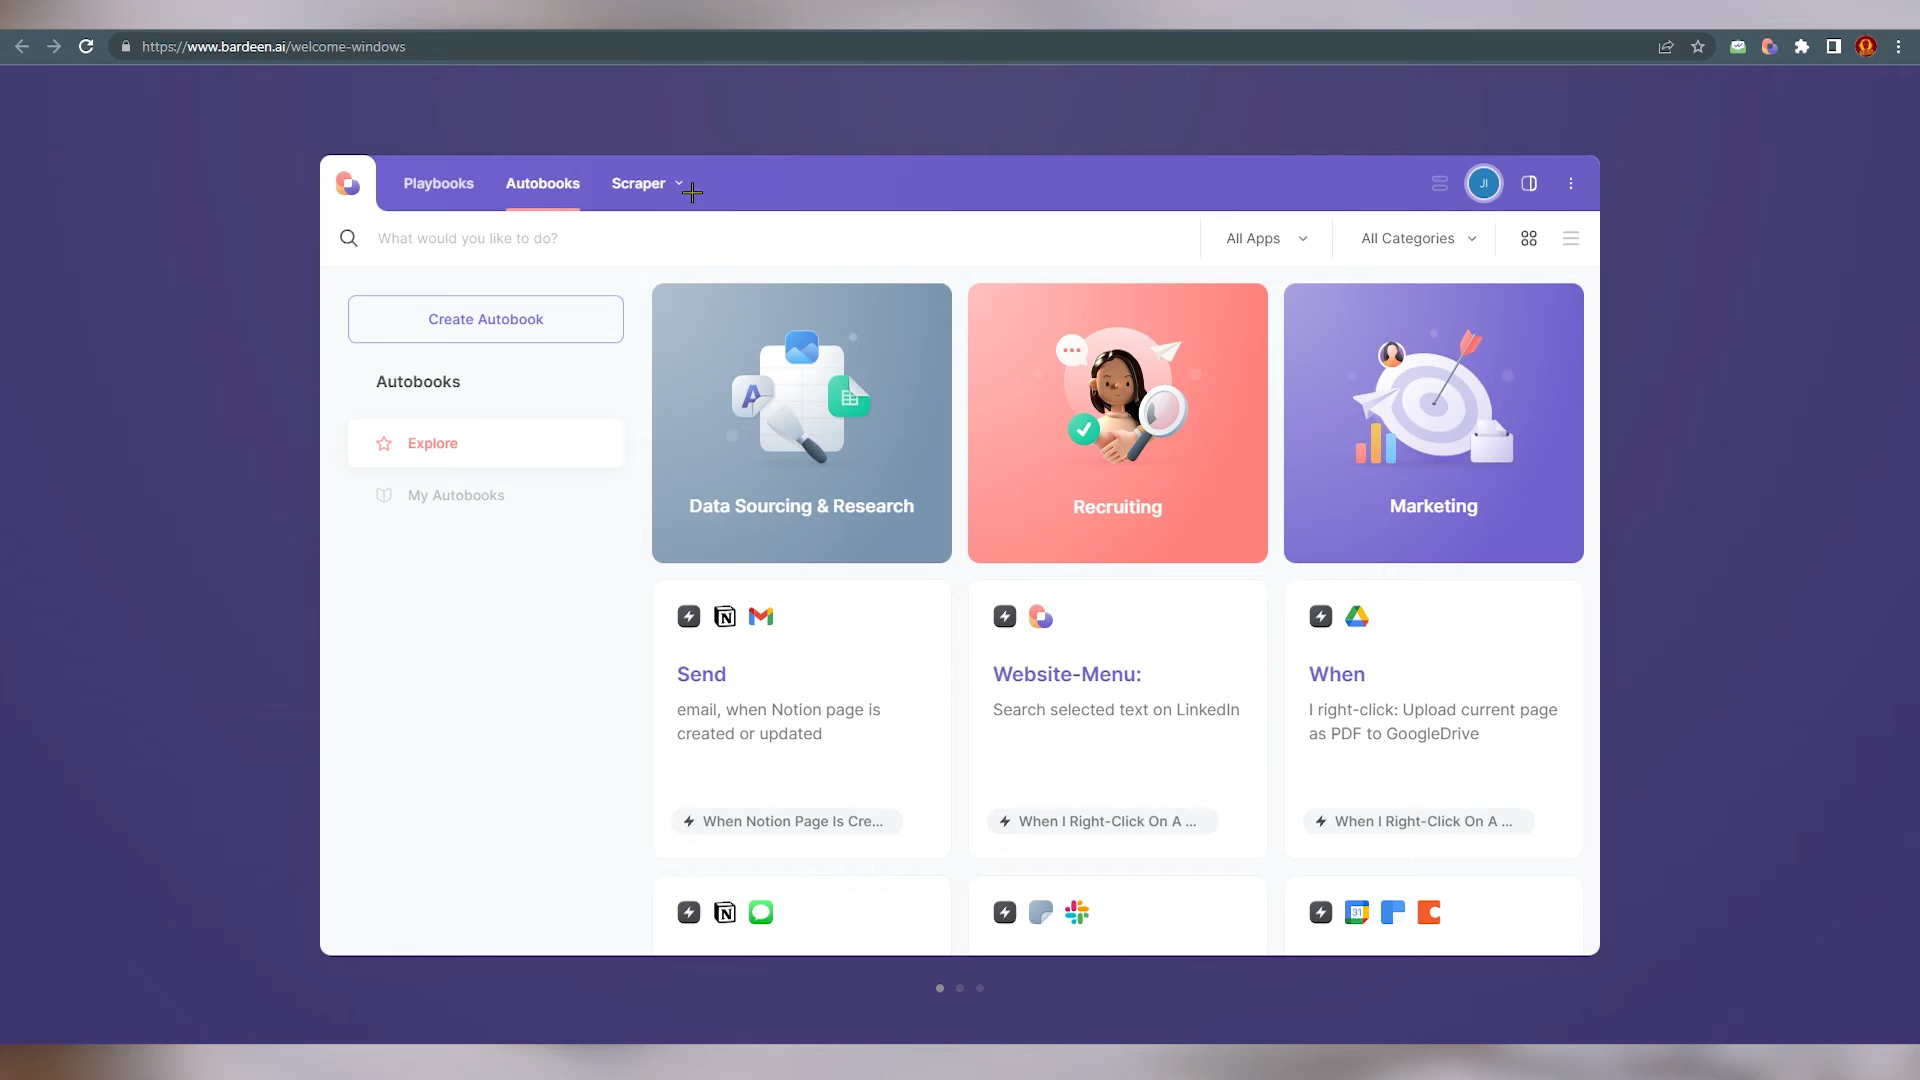 https://www.bardeen.ai/welcome-windows
Playbooks
Autobooks
Scraper
JI
What would you like to do?
All Apps
All Categories
Create Autobook
Autobooks
Explore
My Autobooks
Data Sourcing & Research
Recruiting
Marketing
Send
email, when Notion page is
created or updated
When Notion Page Is Cre...
Website-Menu:
Search selected text on LinkedIn
When I Right-Click On A ...
When
I right-click: Upload current page
as PDF to GoogleDrive
When I Right-Click On A ...
31